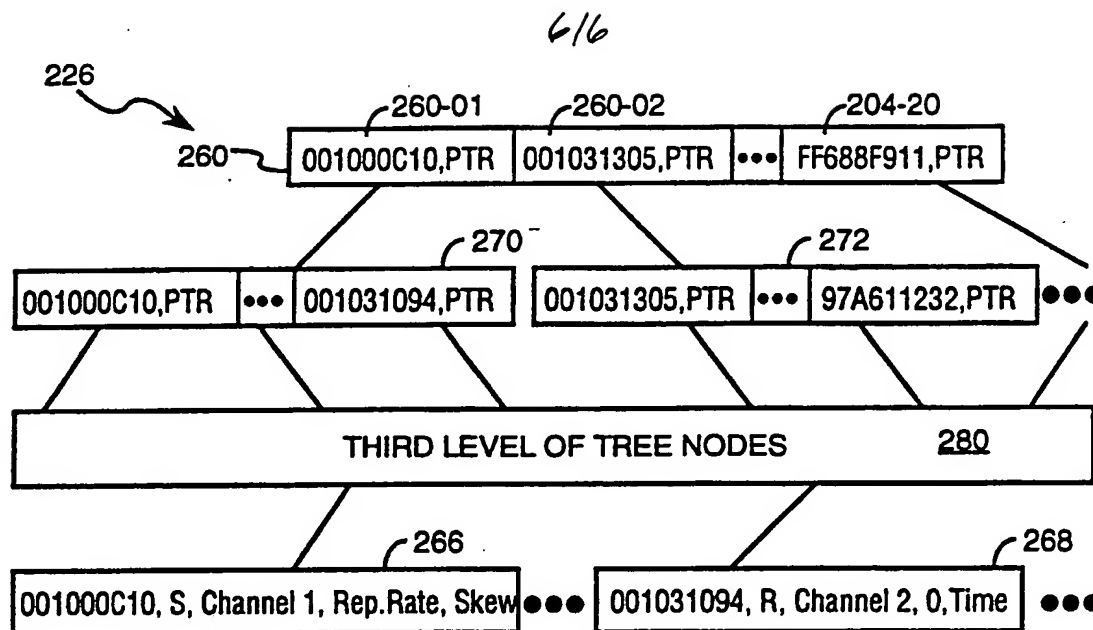 6/6
226
260-01 260-02 204-20
260
001000C10,PTR 001031305,PTR ●●● FF688F911,PTR
270 272
001000C10,PTR ●●● 001031094,PTR 001031305,PTR ●●● 97A611232,PTR ●●●
THIRD LEVEL OF TREE NODES 280
266 268
001000C10, S, Channel 1, Rep.Rate, Skew ●●● 001031094, R, Channel 2, 0,Time ●●●